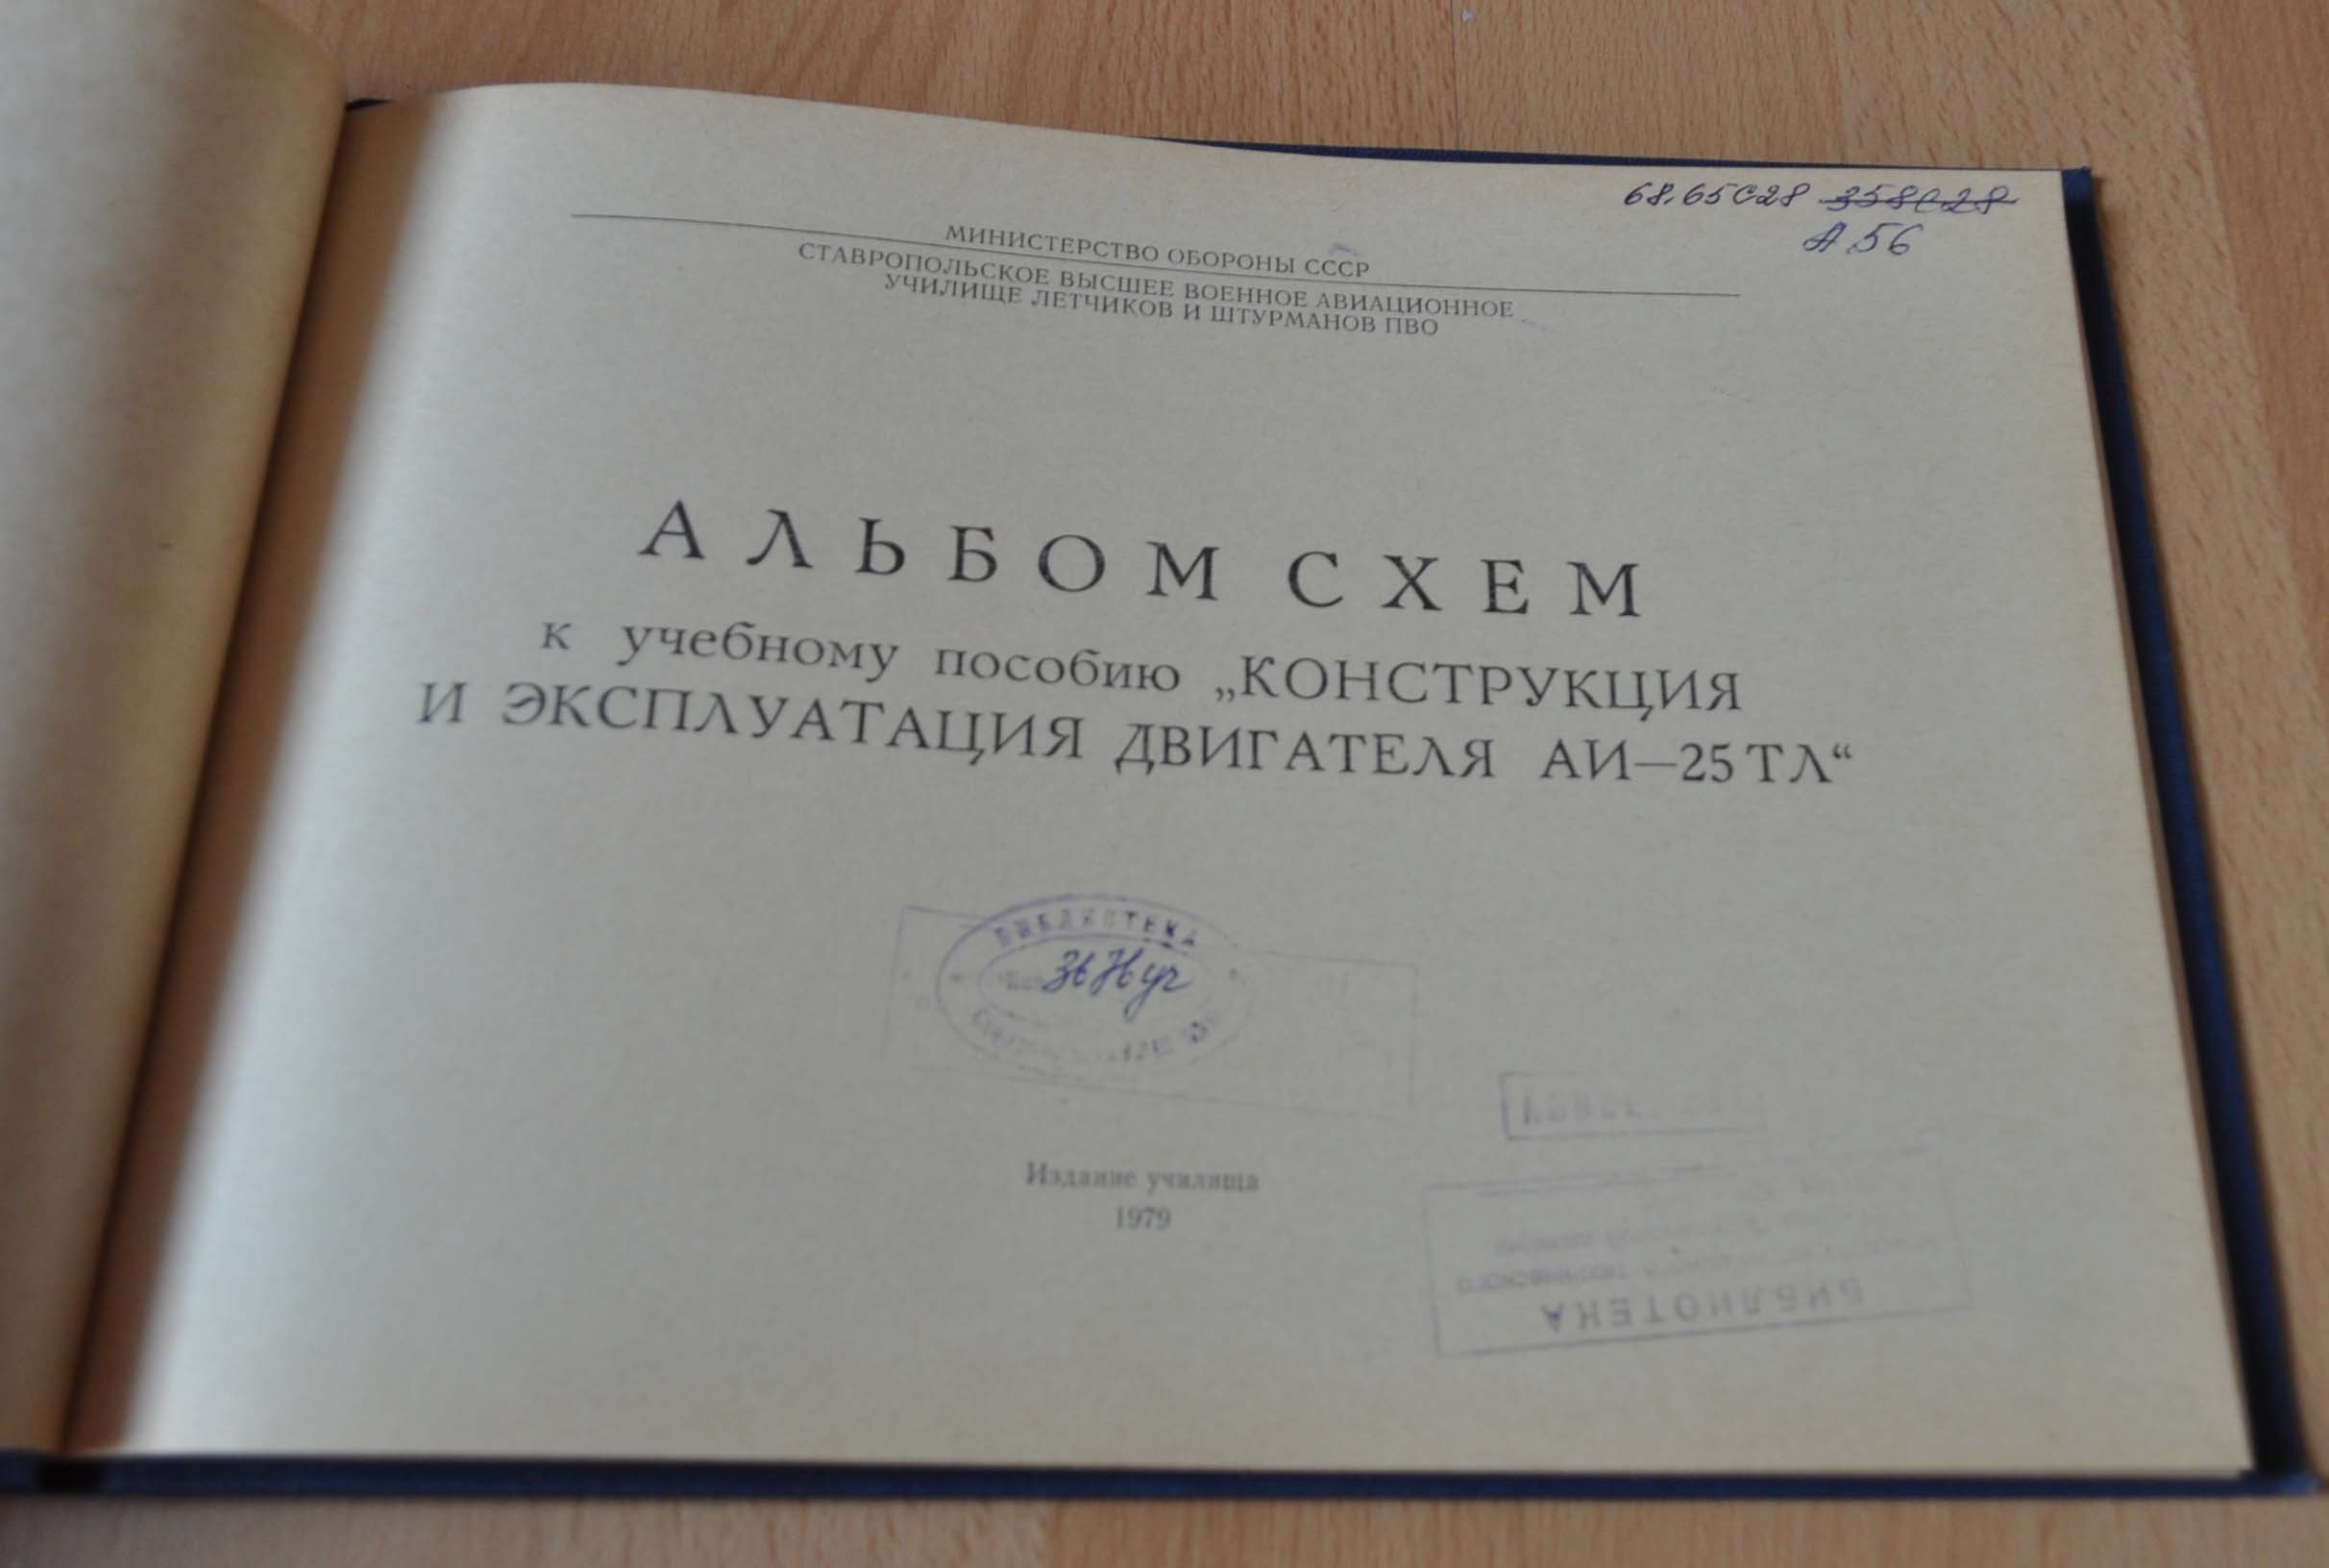 68.65С28 358С28
А 56
МИНИСТЕРСТВО ОБОРОНЫ СССР
СТАВРОПОЛЬСКОЕ ВЫСШЕЕ ВОЕННОЕ АВИАЦИОННОЕ
УЧИЛИЩЕ ЛЕТЧИКОВ И ШТУРМАНОВ ПВО
АЛЬБОМ СХЕМ
к учебному пособию „КОНСТРУКЦИЯ
И ЭКСПЛУАТАЦИЯ ДВИГАТЕЛЯ АИ—25ТЛ“
БИБЛИОТЕКА
Издание училища
1979
БИБЛИОТЕКА